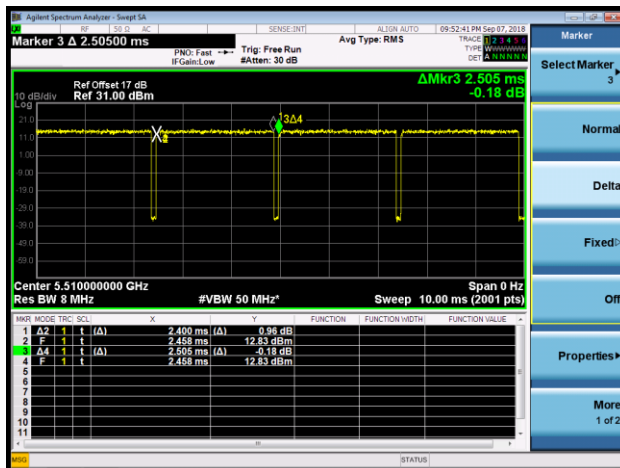 Agilent Spectrum Analyzer - Swept SA
RF 50 Ω AC SENSE:INT ALIGN AUTO 09:52:41 PM Sep 07, 2018
Marker 3 Δ 2.50500 ms
PNO: Fast
IFGain:Low
Trig: Free Run
#Atten: 30 dB
Avg Type: RMS
TRACE 1 2 3 4 5 6
TYPE WWWWWW
DET A N N N N N
Ref Offset 17 dB
10 dB/div Ref 31.00 dBm
Log
ΔMkr3 2.505 ms
-0.18 dB
21.0
11.0
1.00
-9.00
-19.0
-29.0
-39.0
-49.0
-59.0
3Δ4
Center 5.510000000 GHz Span 0 Hz
Res BW 8 MHz #VBW 50 MHz* Sweep 10.00 ms (2001 pts)
MKR MODE TRC SCL X Y FUNCTION FUNCTION WIDTH FUNCTION VALUE
1 Δ2 1 t (Δ) 2.400 ms (Δ) 0.96 dB
2 F 1 t 2.458 ms 12.83 dBm
3 Δ4 1 t (Δ) 2.505 ms (Δ) -0.18 dB
4 F 1 t 2.458 ms 12.83 dBm
5
6
7
8
9
10
11
MSG STATUS
Marker
Select Marker
3
Normal
Delta
Fixed
Off
Properties
More
1 of 2